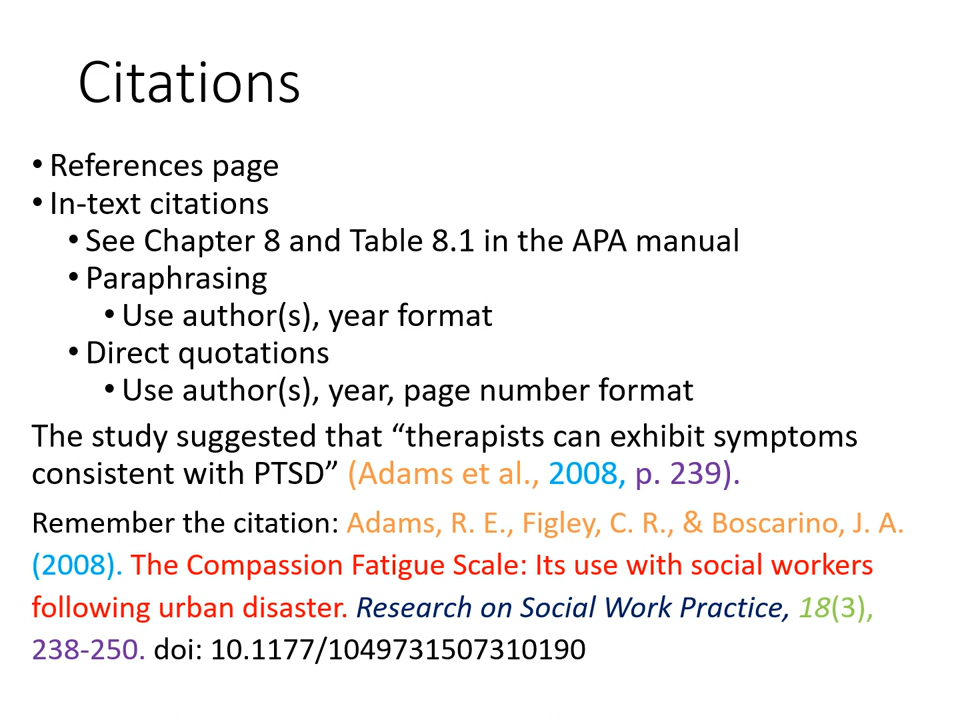 Citations
• References page
• In-text citations
• See Chapter 8 and Table 8.1 in the APA manual
• Paraphrasing
• Use author(s), year format
• Direct quotations
• Use author(s), year, page number format
The study suggested that “therapists can exhibit symptoms
consistent with PTSD” (Adams et al., 2008, p. 239).
Remember the citation: Adams, R. E., Figley, C. R., & Boscarino, J. A.
(2008). The Compassion Fatigue Scale: Its use with social workers
following urban disaster. Research on Social Work Practice, 18(3),
238-250. doi: 10.1177/1049731507310190